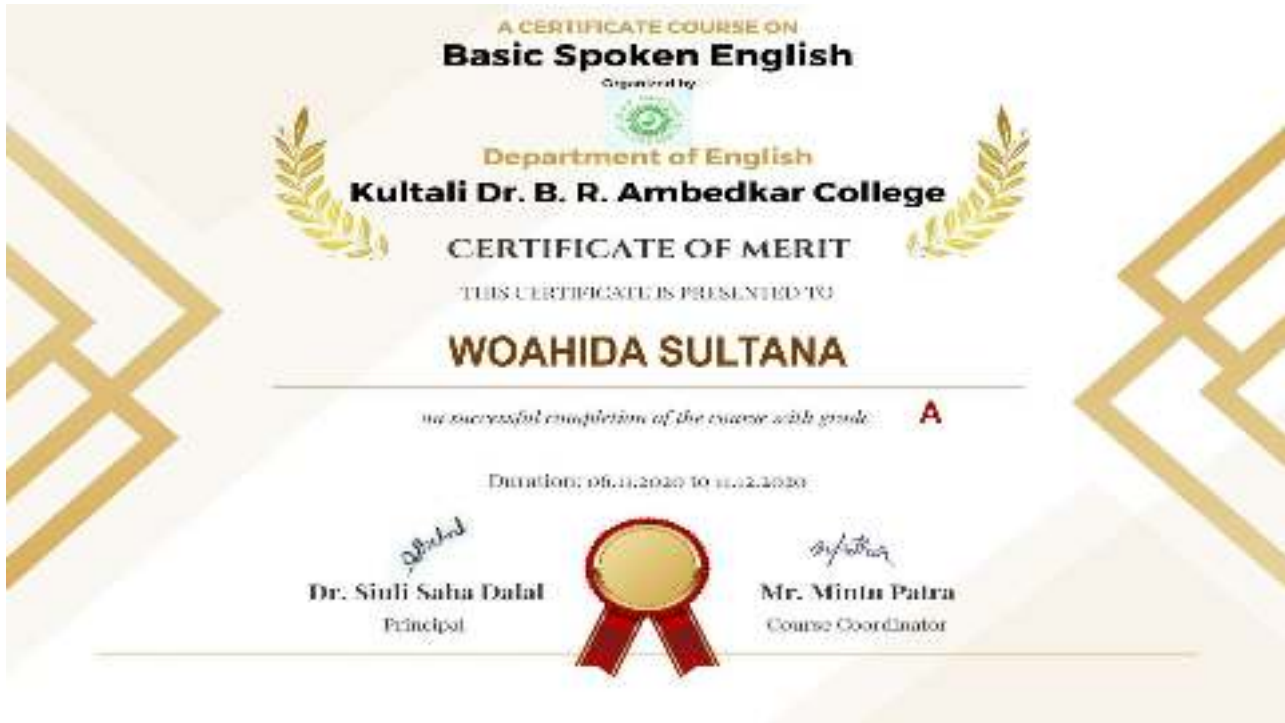 A CERTIFICATE COURSE ON
Basic Spoken English
Organized by
Department of English
Kultali Dr. B. R. Ambedkar College
CERTIFICATE OF MERIT
THIS CERTIFICATE IS PRESENTED TO
WOAHIDA SULTANA
on successful completion of the course with grade A
Duration: 06.11.2020 to 11.12.2020
Dr. Siuli Saha Dalal
Mr. Mintu Patra
Principal
Course Coordinator